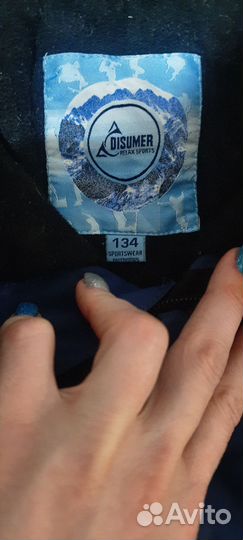 DISUMER
RELAX SPORTS
134
SPORTSWEAR
Avito